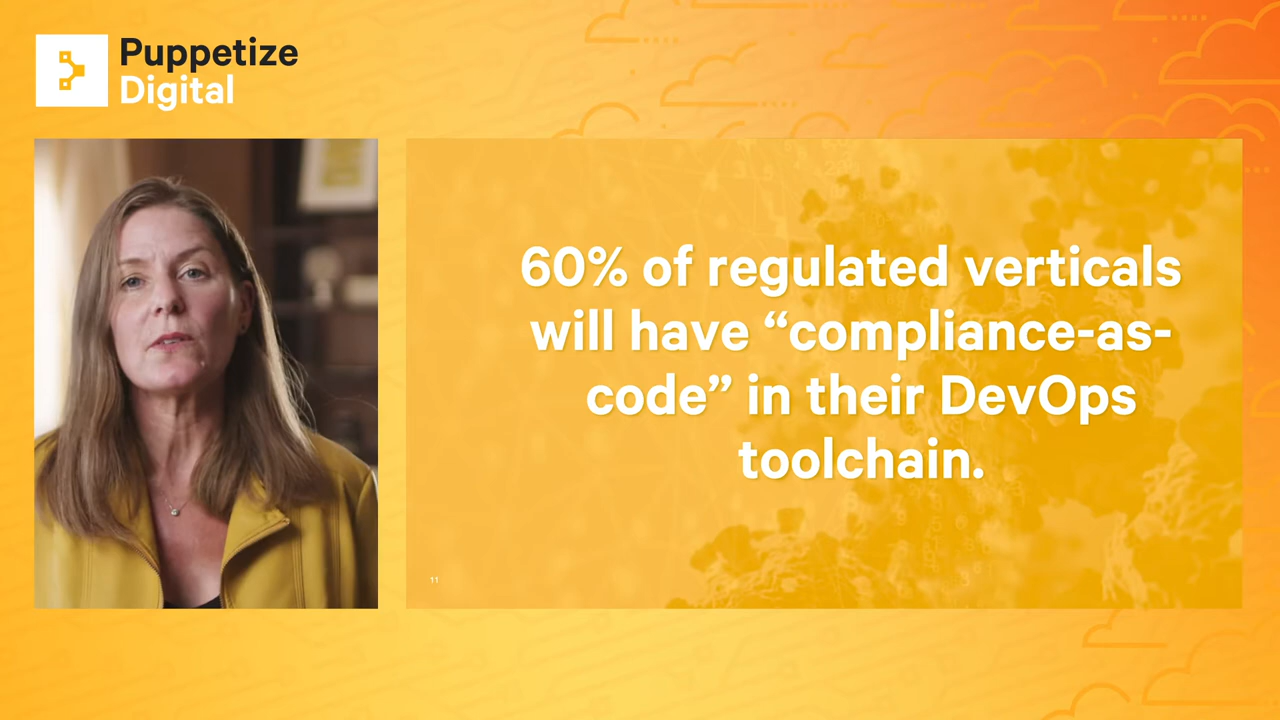 Puppetize
Digital
60% of regulated verticals
will have “compliance-as-
code” in their DevOps
toolchain.
11